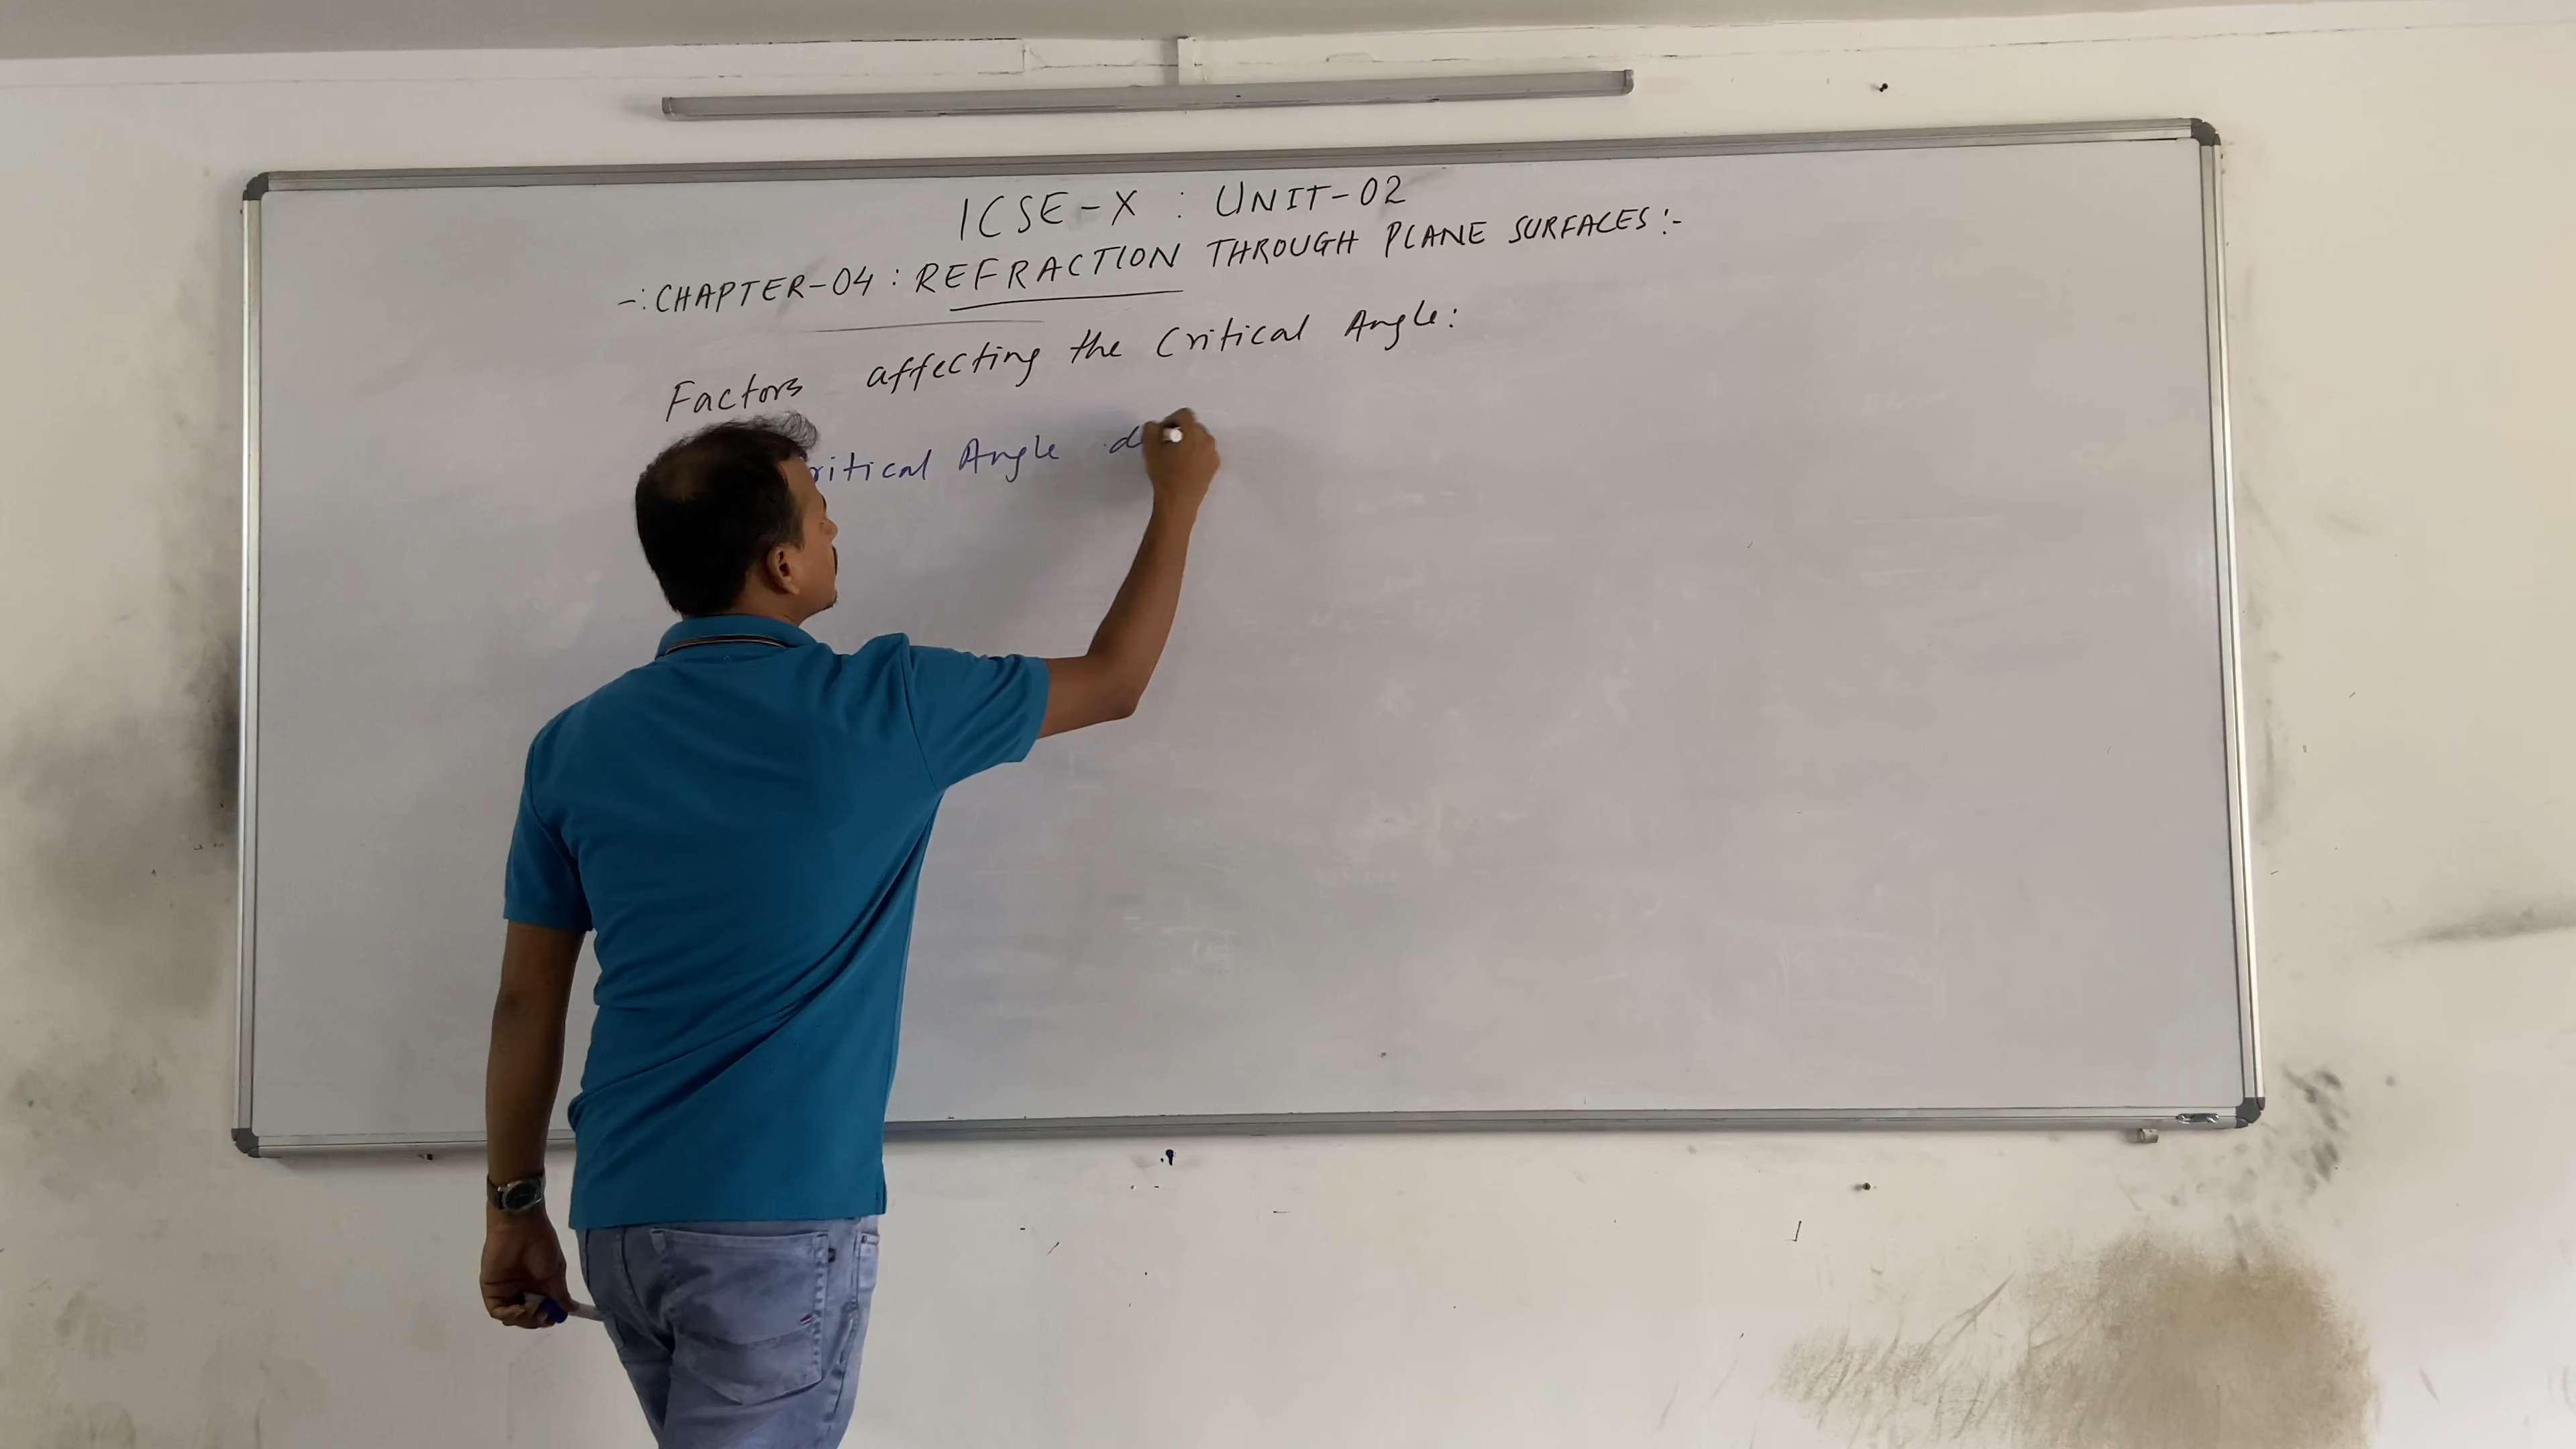 ICSE-X : UNIT-02
-: CHAPTER-04 : REFRACTION THROUGH PLANE SURFACES :-
Factors affecting the Critical Angle:
ritical Angle d